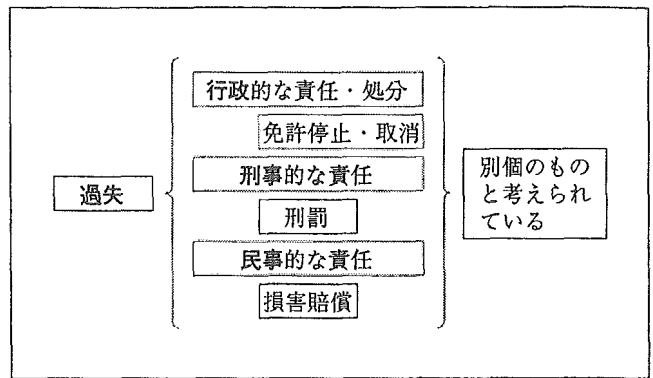 行政的な責任・処分
免許停止・取消
刑事的な責任
過失
刑罰
民事的な責任
損害賠償
別個のもの
と考えられ
ている